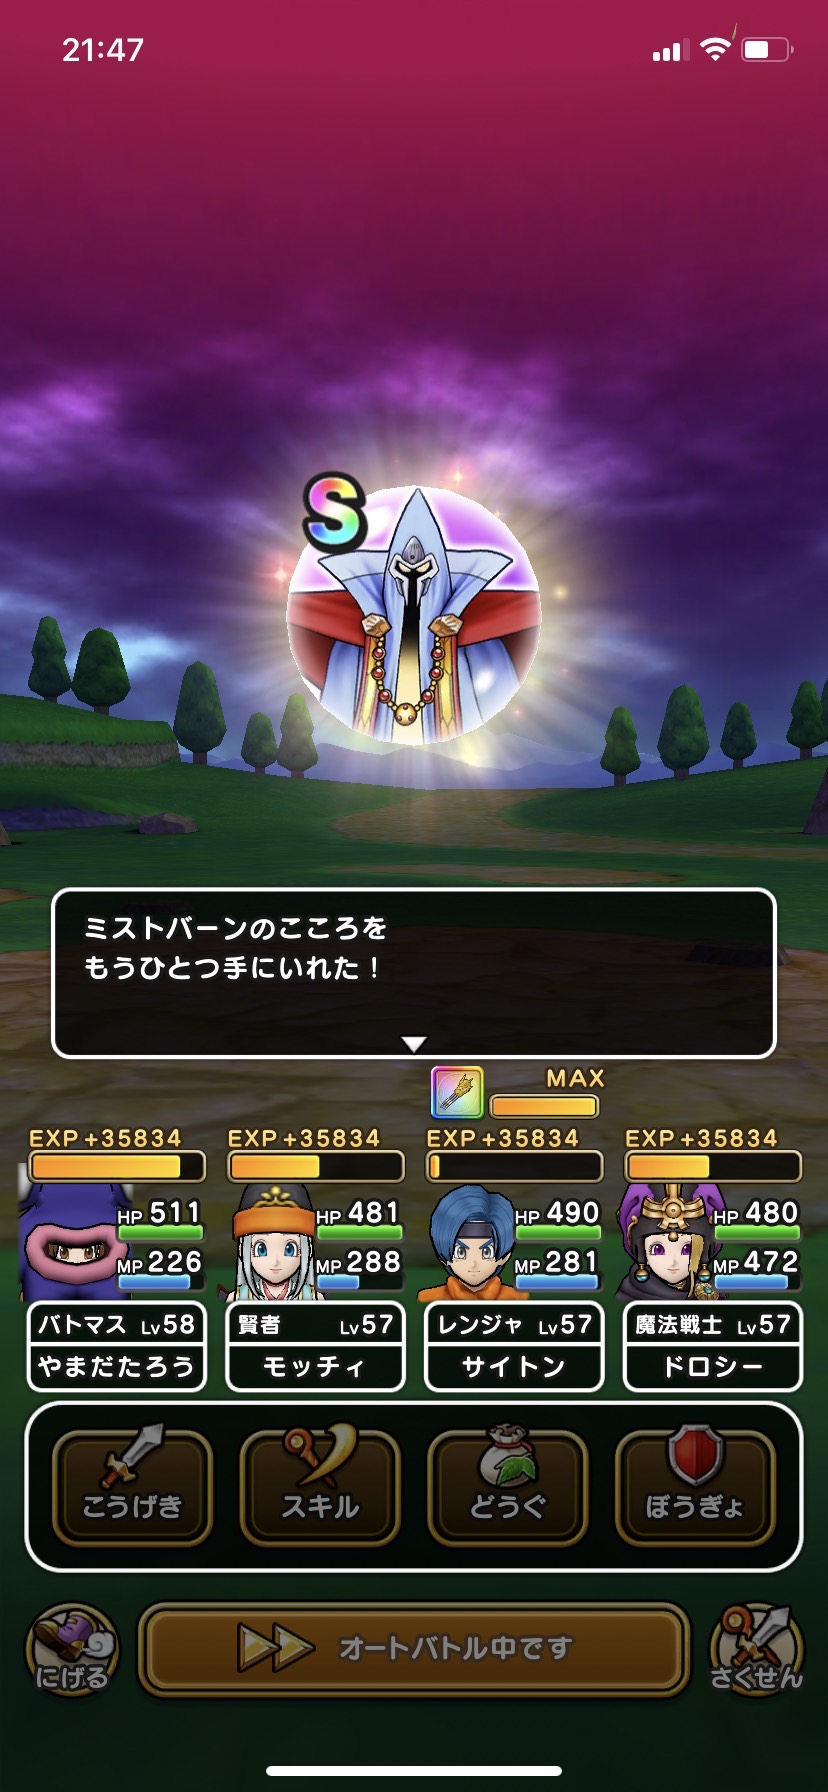 21:47
S
ミストバーンのこころを
もうひとつ手にいれた！
MAX
EXP +35834 EXP +35834 EXP +35834 EXP +35834
HP 511 HP 481 HP 490 HP 480
MP 226 MP 288 MP 281 MP 472
バトマス Lv58 賢者 Lv57 レンジャ Lv57 魔法戦士 Lv57
やまだたろう モッチィ サイトン ドロシー
こうげき スキル どうぐ ぼうぎょ
にげる オートバトル中です さくせん